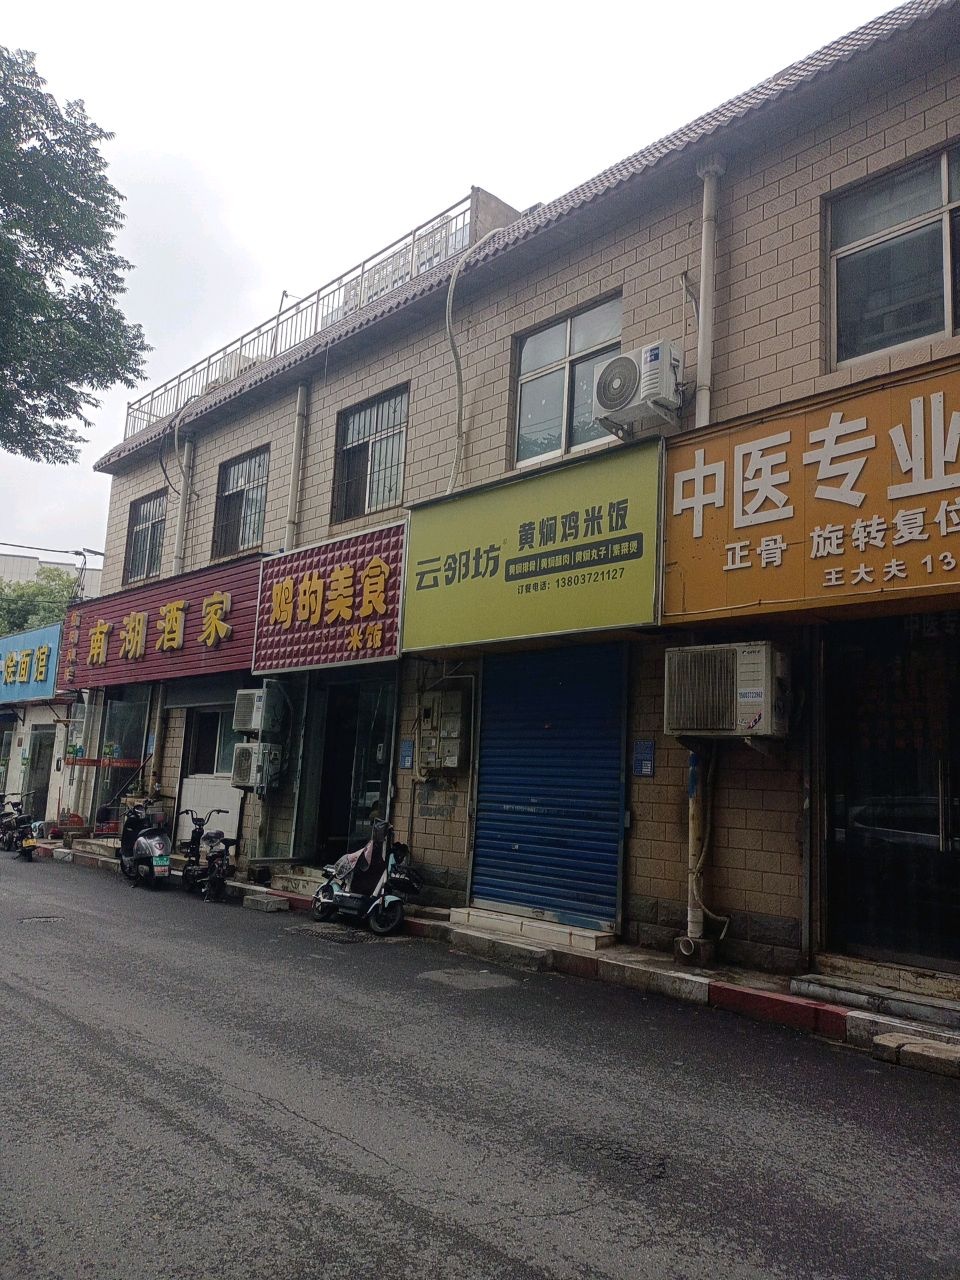 烩面馆
南湖酒家
鸡的美食
米饭
云邻坊
黄焖鸡米饭
黄焖排骨|黄焖酥肉|黄焖丸子|素菜煲
订餐电话：13803721127
中医专业
正骨 旋转复位
王大夫 13